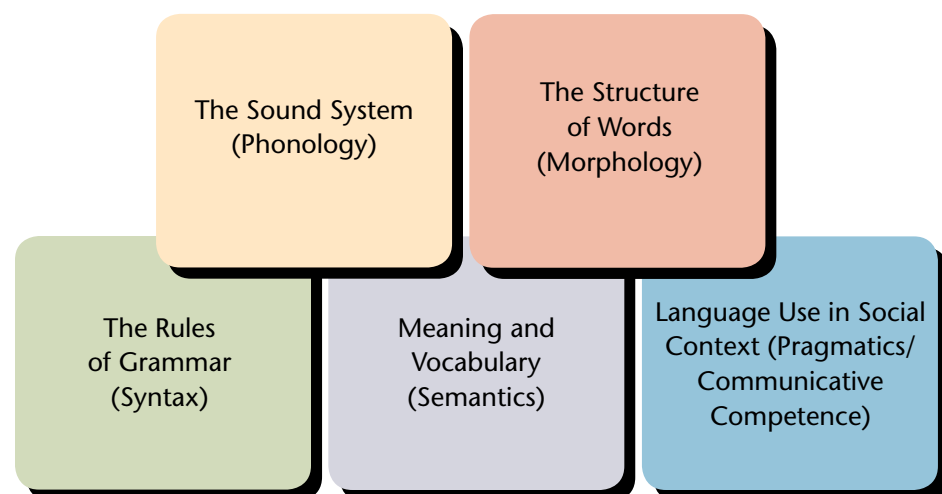 The Sound System
(Phonology)
The Structure
of Words
(Morphology)
The Rules
of Grammar
(Syntax)
Meaning and
Vocabulary
(Semantics)
Language Use in Social
Context (Pragmatics/
Communicative
Competence)